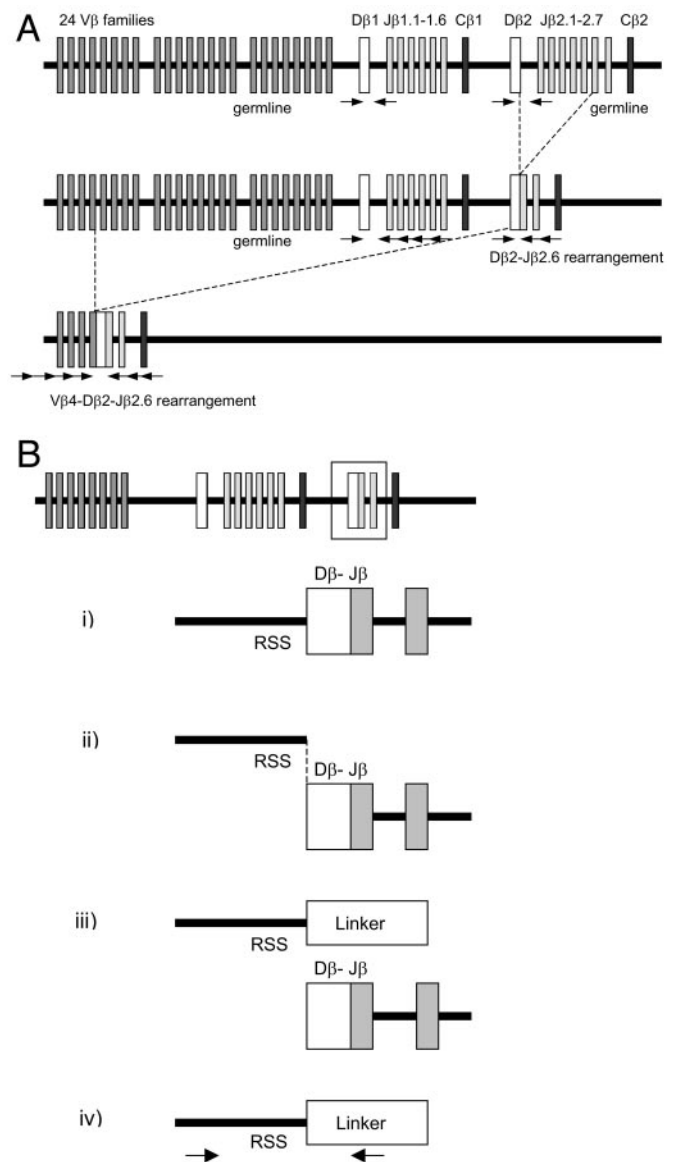 A
24 Vβ families Dβ1 Jβ1.1-1.6 Cβ1 Dβ2 Jβ2.1-2.7 Cβ2
germline germline
germline
Dβ2-Jβ2.6 rearrangement
Vβ4-Dβ2-Jβ2.6 rearrangement
B
Dβ- Jβ
i)
RSS
ii)
RSS
Dβ- Jβ
iii)
Linker
RSS
Dβ- Jβ
iv)
Linker
RSS